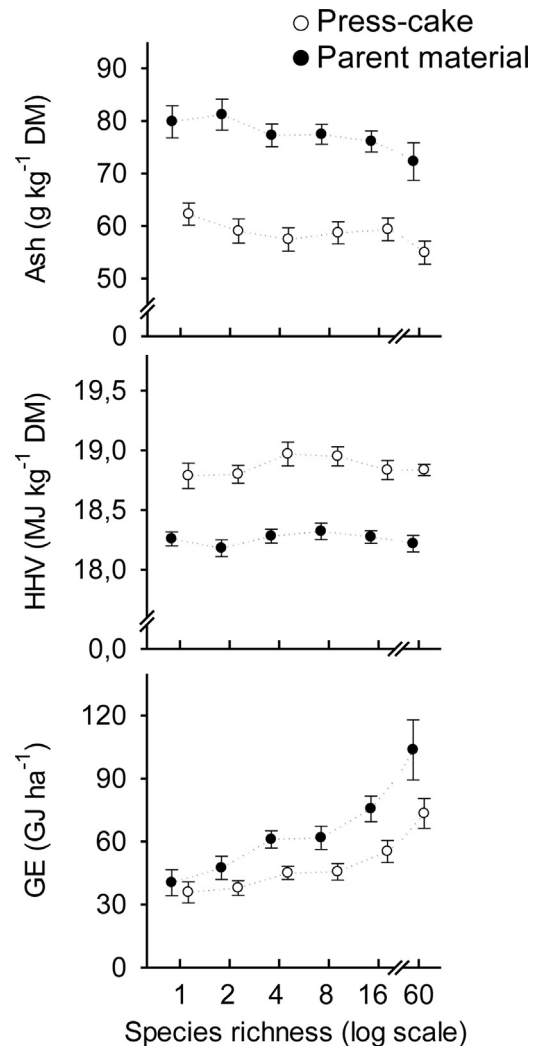 Press-cake
Parent material
90
80
70
60
50
0
Ash (g kg⁻¹ DM)
19,5
19,0
18,5
18,0
0,0
HHV (MJ kg⁻¹ DM)
120
90
60
30
0
GE (GJ ha⁻¹)
1 2 4 8 16 60
Species richness (log scale)